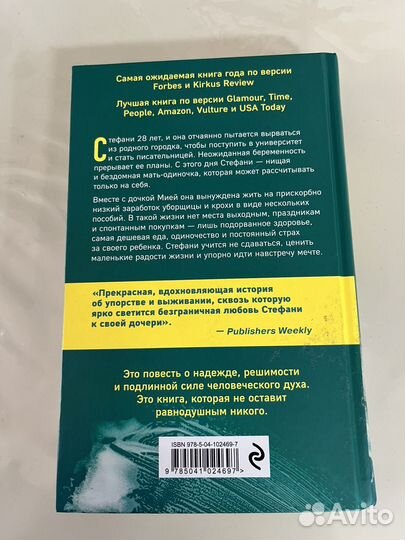 Самая ожидаемая книга года по версии
Forbes и Kirkus Review
Лучшая книга по версии Glamour, Time,
People, Amazon, Vulture и USA Today
Стефани 28 лет, и она отчаянно пытается вырваться
из родного городка, чтобы поступить в университет
и стать писательницей. Неожиданная беременность
прерывает ее планы. С этого дня Стефани — нищая
и бездомная мать-одиночка, которая может рассчитывать
только на себя.
Вместе с дочкой Мией она вынуждена жить на прискорбно
низкий заработок уборщицы и крохи в виде нескольких
пособий. В такой жизни нет места выходным, праздникам
и спонтанным покупкам — лишь подорванное здоровье,
самая дешевая еда, одиночество и постоянный страх
за своего ребенка. Стефани учится не сдаваться, ценить
маленькие радости жизни и упорно идти навстречу мечте.
«Прекрасная, вдохновляющая история
об упорстве и выживании, сквозь которую
ярко светится безграничная любовь Стефани
к своей дочери».
— Publishers Weekly
Это повесть о надежде, решимости
и подлинной силе человеческого духа.
Это книга, которая не оставит
равнодушным никого.
ISBN 978-5-04-102469-7
9 785041 024697 >
Avito